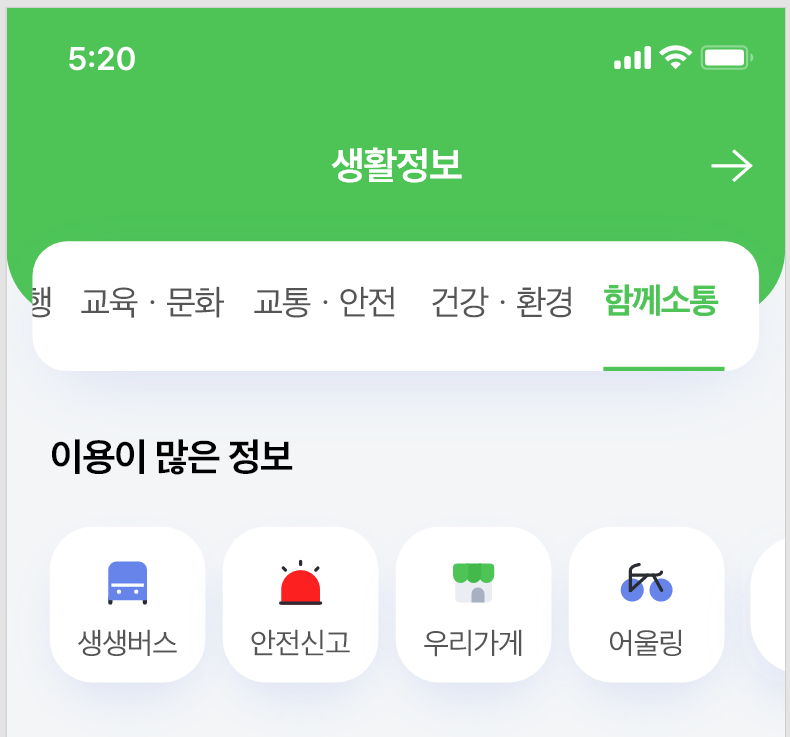 5:20
생활정보
행 교육 · 문화 교통 · 안전 건강 · 환경 함께소통
이용이 많은 정보
생생버스 안전신고 우리가게 어울링